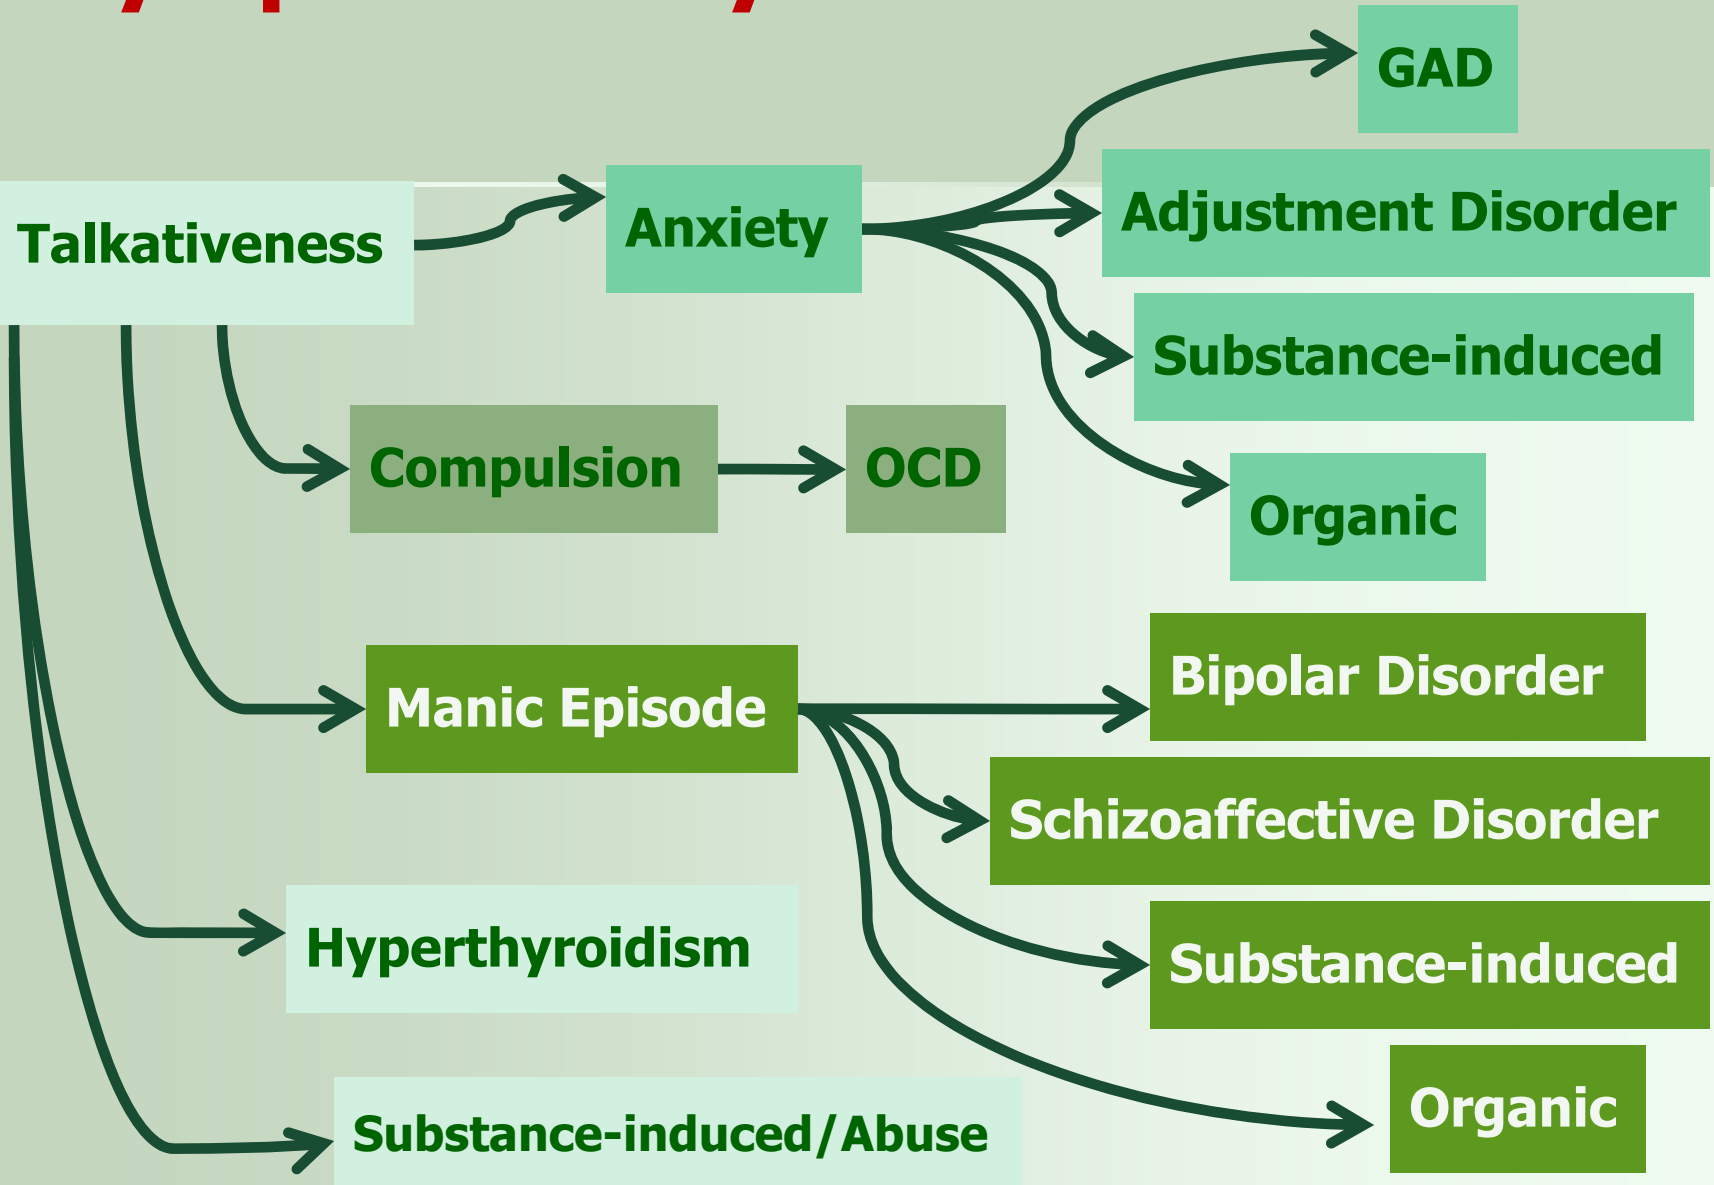 GAD
Adjustment Disorder
Talkativeness
Anxiety
Substance-induced
Compulsion
OCD
Organic
Manic Episode
Bipolar Disorder
Schizoaffective Disorder
Hyperthyroidism
Substance-induced
Organic
Substance-induced/Abuse